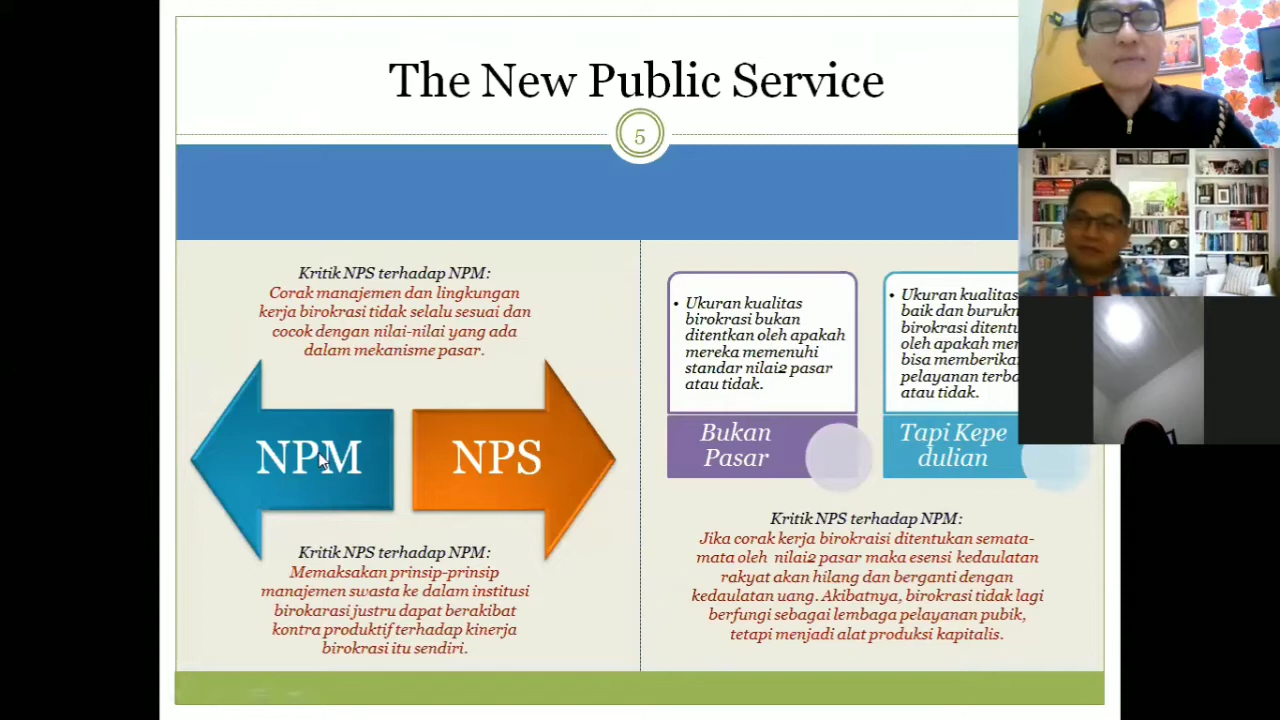 The New Public Service
5
Kritik NPS terhadap NPM:
Corak manajemen dan lingkungan
kerja birokrasi tidak selalu sesuai dan
cocok dengan nilai-nilai yang ada
dalam mekanisme pasar.
NPM
NPS
Kritik NPS terhadap NPM:
Memaksakan prinsip-prinsip
manajemen swasta ke dalam institusi
birokarasi justru dapat berakibat
kontra produktif terhadap kinerja
birokrasi itu sendiri.
• Ukuran kualitas
birokrasi bukan
ditentkan oleh apakah
mereka memenuhi
standar nilai2 pasar
atau tidak.
Bukan
Pasar
• Ukuran kualitas
baik dan
birokrasi
oleh apakah
bisa
pelayanan
atau tidak.
Tapi Kepe
dulian
Kritik NPS terhadap NPM:
Jika corak kerja birokraisi ditentukan semata-
mata oleh nilai2 pasar maka esensi kedaulatan
rakyat akan hilang dan berganti dengan
kedaulatan uang. Akibatnya, birokrasi tidak lagi
berfungi sebagai lembaga pelayanan pubik,
tetapi menjadi alat produksi kapitalis.